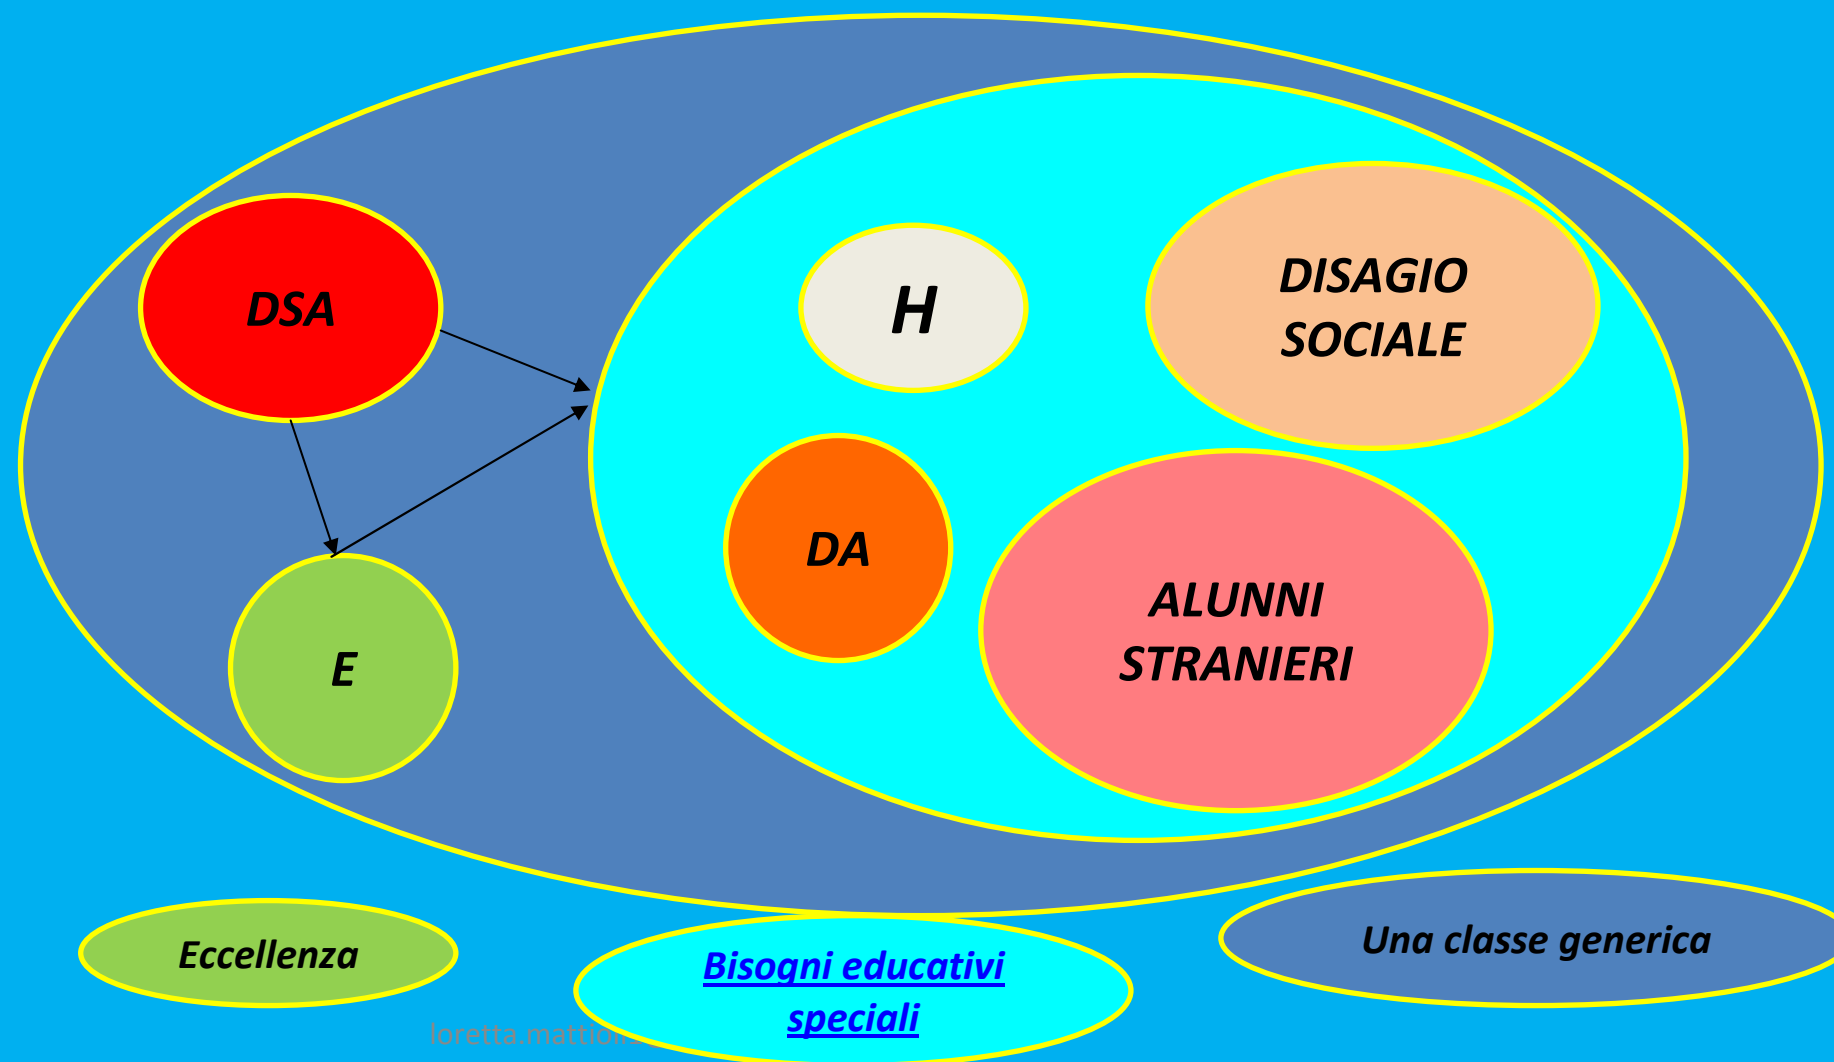 DSA
H
DISAGIO
SOCIALE
DA
ALUNNI
STRANIERI
E
Eccellenza
Bisogni educativi
speciali
Una classe generica